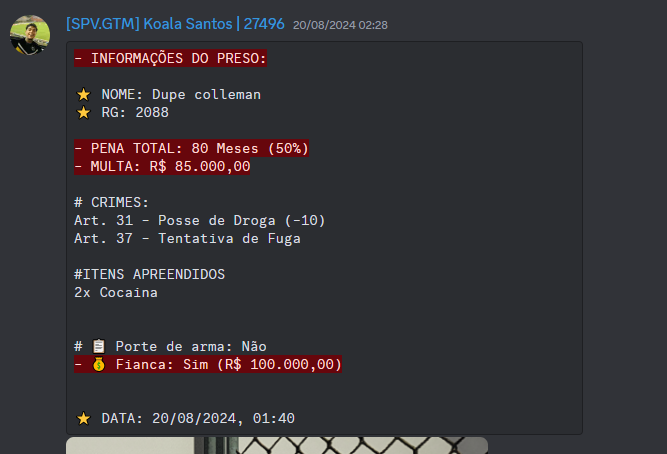 [SPV.GTM] Koala Santos | 27496 20/08/2024 02:28
- INFORMAÇÕES DO PRESO:
⭐ NOME: Dupe colleman
⭐ RG: 2088
- PENA TOTAL: 80 Meses (50%)
- MULTA: R$ 85.000,00
# CRIMES:
Art. 31 - Posse de Droga (-10)
Art. 37 - Tentativa de Fuga
#ITENS APREENDIDOS
2x Cocaina
# 📋 Porte de arma: Não
- 💰 Fianca: Sim (R$ 100.000,00)
⭐ DATA: 20/08/2024, 01:40